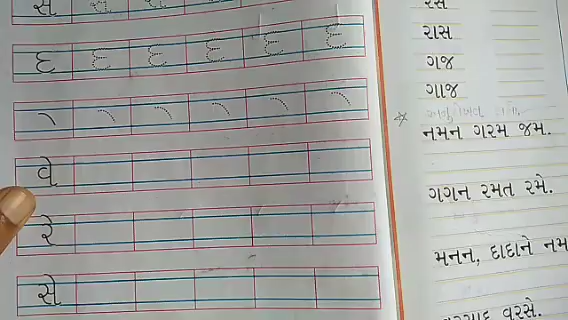 સ
દ
વે
રે
સે
રસ
રાસ
ગજ
ગાજ
નમન ગરમ જમ.
ગગન રમત રમે.
મનન, દાદાને નમ
વરસે.